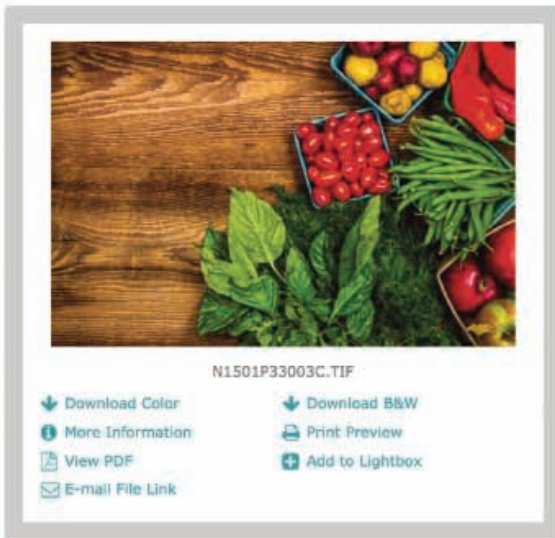 N1501P33003C.TIF
Download Color
Download B&W
More Information
Print Preview
View PDF
Add to Lightbox
E-mail File Link